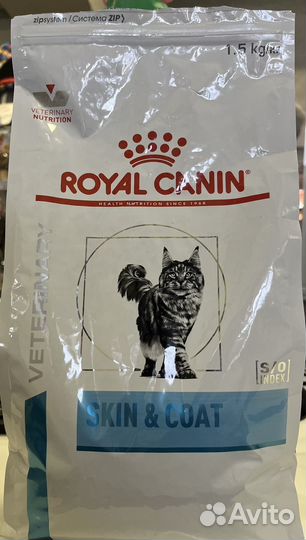 zipsystem / Система ZIP
1.5 kg/кг
VETERINARY
NUTRITION
ROYAL CANIN
HEALTH NUTRITION SINCE 1968
VETERINARY
S/O
INDEX
SKIN & COAT
Avito